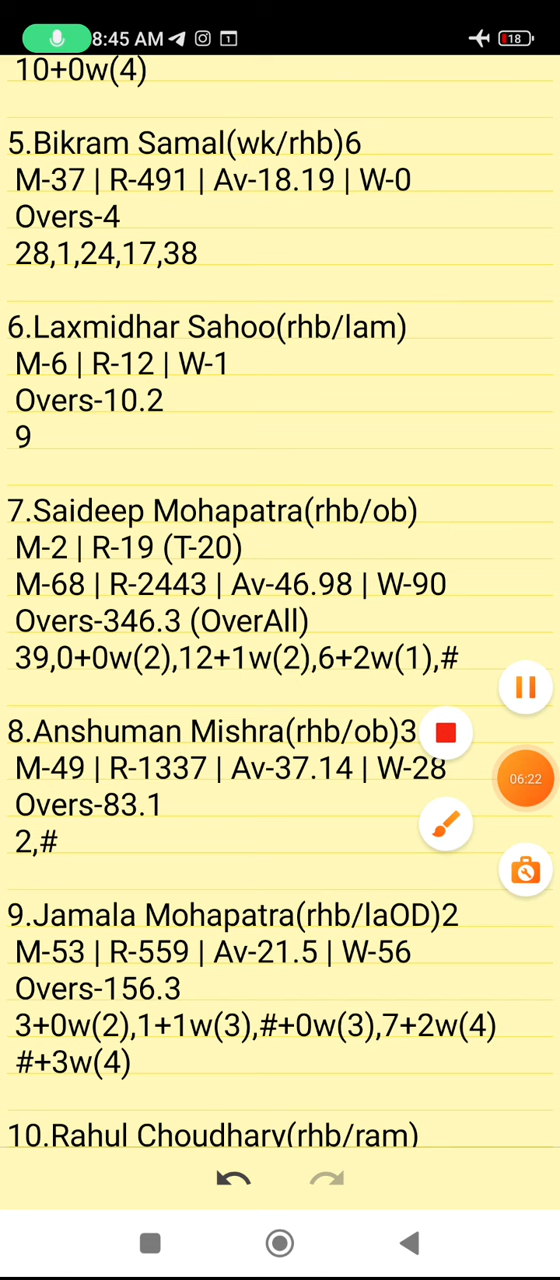 8:45 AM 1 18
10+0w(4)
5.Bikram Samal(wk/rhb)6
M-37 | R-491 | Av-18.19 | W-0
Overs-4
28,1,24,17,38
6.Laxmidhar Sahoo(rhb/lam)
M-6 | R-12 | W-1
Overs-10.2
9
7.Saideep Mohapatra(rhb/ob)
M-2 | R-19 (T-20)
M-68 | R-2443 | Av-46.98 | W-90
Overs-346.3 (OverAll)
39,0+0w(2),12+1w(2),6+2w(1),#
8.Anshuman Mishra(rhb/ob)3
M-49 | R-1337 | Av-37.14 | W-28
06:22
Overs-83.1
2,#
9.Jamala Mohapatra(rhb/laOD)2
M-53 | R-559 | Av-21.5 | W-56
Overs-156.3
3+0w(2),1+1w(3),#+0w(3),7+2w(4)
#+3w(4)
10.Rahul Choudhary(rhb/ram)